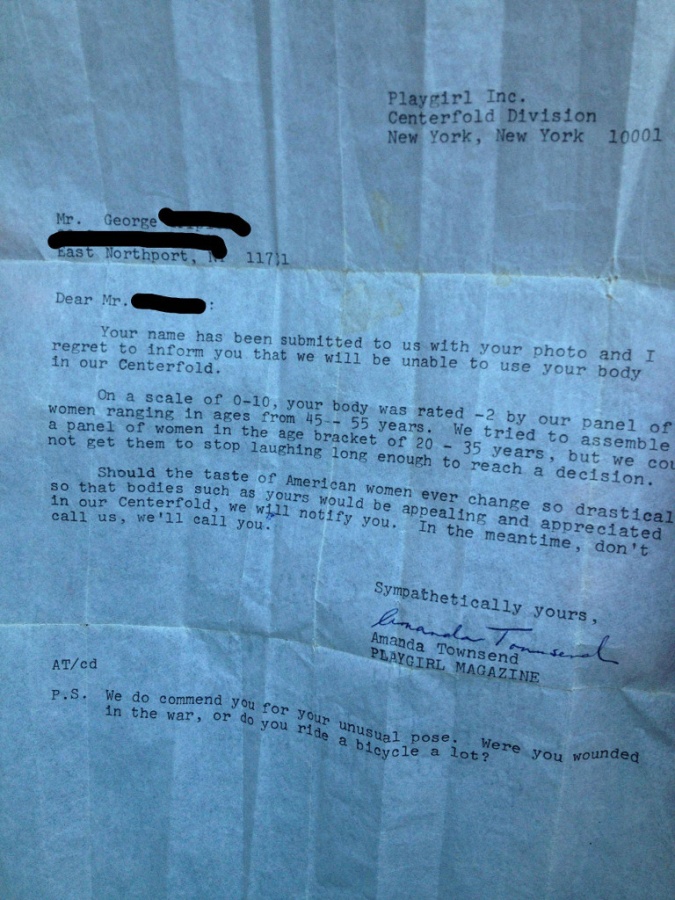 Playgirl Inc.
Centerfold Division
New York, New York 10001
Mr. George
East Northport, 11731
Dear Mr. :
Your name has been submitted to us with your photo and I
regret to inform you that we will be unable to use your body
in our Centerfold.
On a scale of 0-10, your body was rated -2 by our panel of
women ranging in ages from 45 -- 55 years. We tried to assemble
a panel of women in the age bracket of 20 - 35 years, but we cou
not get them to stop laughing long enough to reach a decision.
Should the taste of American women ever change so drastical
so that bodies such as yours would be appealing and appreciated
in our Centerfold, we will notify you. In the meantime, don't
call us, we'll call you.
Sympathetically yours,
Amanda Townsend
Amanda Townsend
PLAYGIRL MAGAZINE
AT/cd
P.S. We do commend you for your unusual pose. Were you wounded
in the war, or do you ride a bicycle a lot?